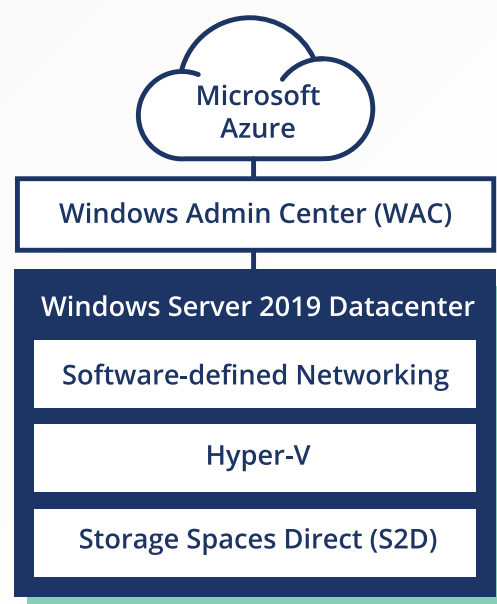 Microsoft
Azure
Windows Admin Center (WAC)
Windows Server 2019 Datacenter
Software-defined Networking
Hyper-V
Storage Spaces Direct (S2D)